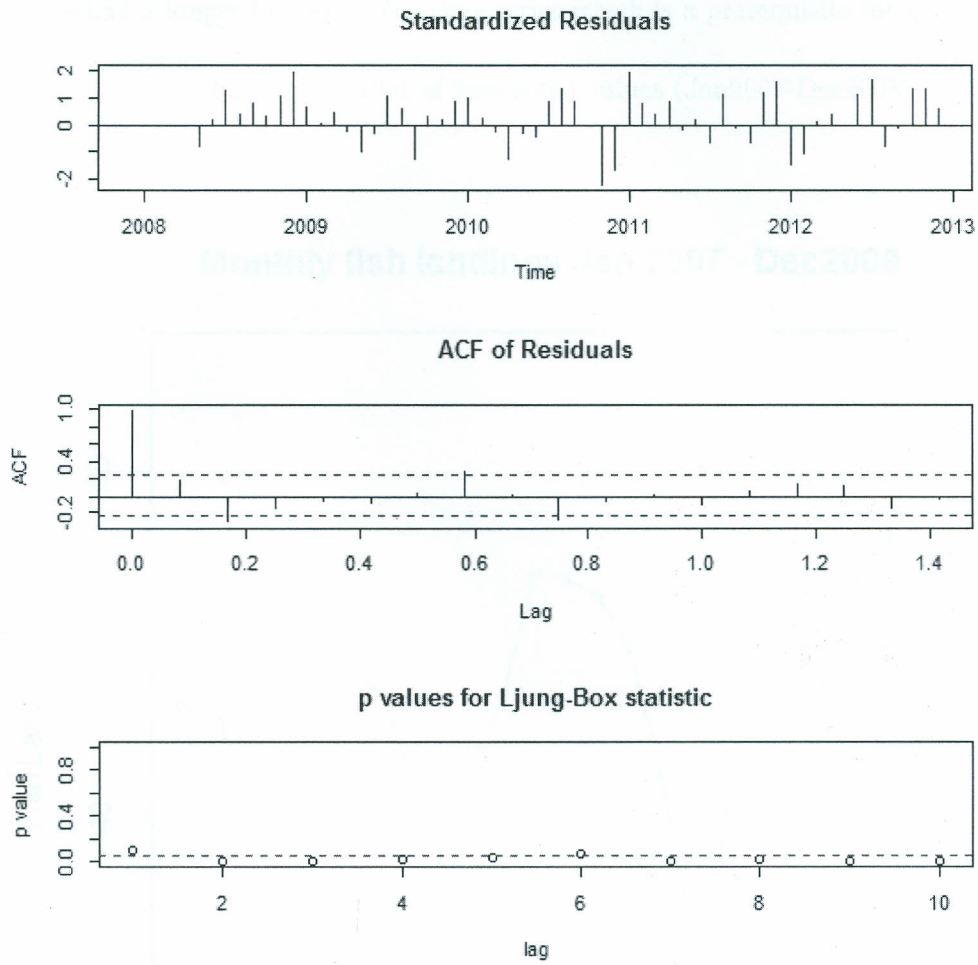 Standardized Residuals
2
1
0
-2
2008 2009 2010 2011 2012 2013
Time
ACF of Residuals
ACF
1.0
0.4
-0.2
0.0 0.2 0.4 0.6 0.8 1.0 1.2 1.4
Lag
p values for Ljung-Box statistic
p value
0.8
0.4
0.0
2 4 6 8 10
lag